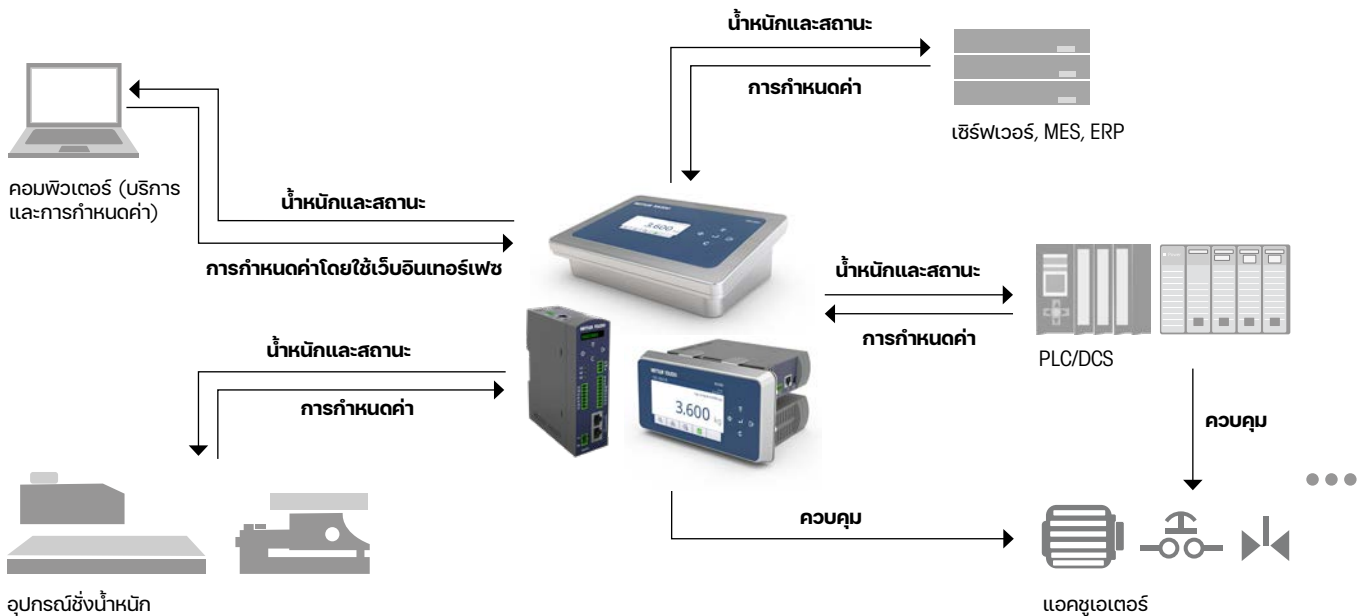 น้ำหนักและสถานะ
การกำหนดค่า
เซิร์ฟเวอร์, MES, ERP
คอมพิวเตอร์ (บริการ
และการกำหนดค่า)
น้ำหนักและสถานะ
การกำหนดค่าโดยใช้เว็บอินเทอร์เฟซ
METTLER TOLEDO
3.600
น้ำหนักและสถานะ
การกำหนดค่า
PLC/DCS
น้ำหนักและสถานะ
การกำหนดค่า
METTLER TOLEDO
METTLER TOLEDO
3.600 kg
ควบคุม
ควบคุม
อุปกรณ์ชั่งน้ำหนัก
แอคชูเอเตอร์